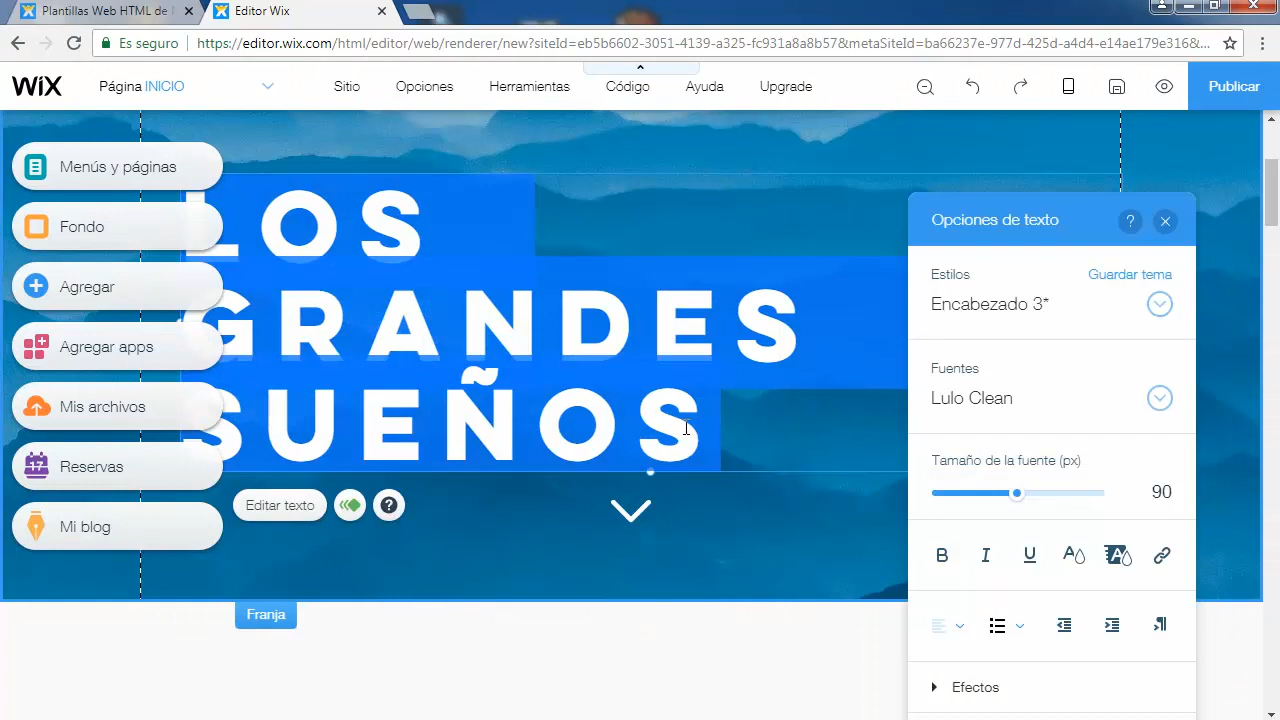 Plantillas Web HTML de
Editor Wix
Es seguro
https://editor.wix.com/html/editor/web/renderer/new?siteId=eb5b6602-3051-4139-a325-fc931a8a8b57&metaSiteId=ba66237e-977d-425d-a4d4-e14ae179e316&...
WiX
Página INICIO
Sitio
Opciones
Herramientas
Código
Ayuda
Upgrade
Publicar
Menús y páginas
Fondo
Agregar
Agregar apps
Mis archivos
17
Reservas
Mi blog
LOS
GRANDES
SUEÑOS
Editar texto
?
Franja
Opciones de texto
?
Estilos
Guardar tema
Encabezado 3*
Fuentes
Lulo Clean
Tamaño de la fuente (px)
90
B I U A A
Efectos